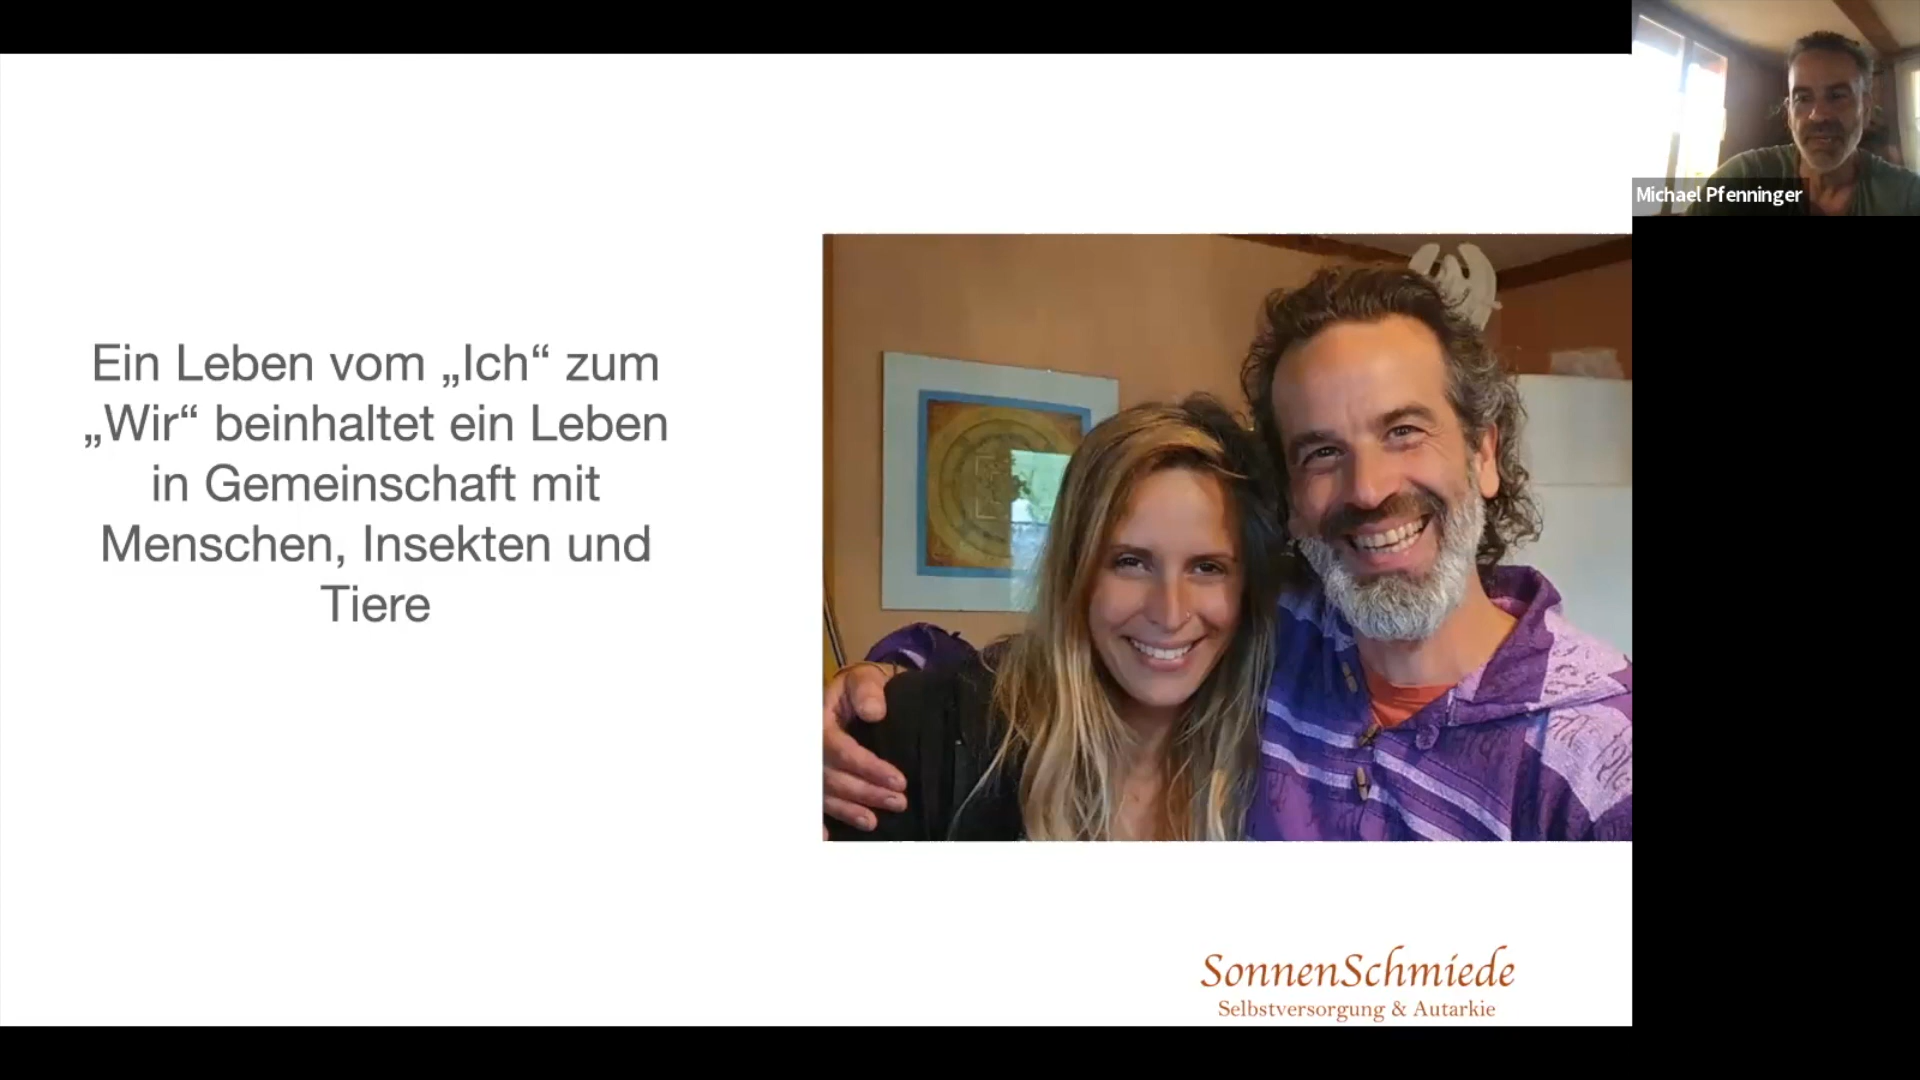 Michael Pfenninger
Ein Leben vom „Ich“ zum
„Wir“ beinhaltet ein Leben
in Gemeinschaft mit
Menschen, Insekten und
Tiere
SonnenSchmiede
Selbstversorgung & Autarkie